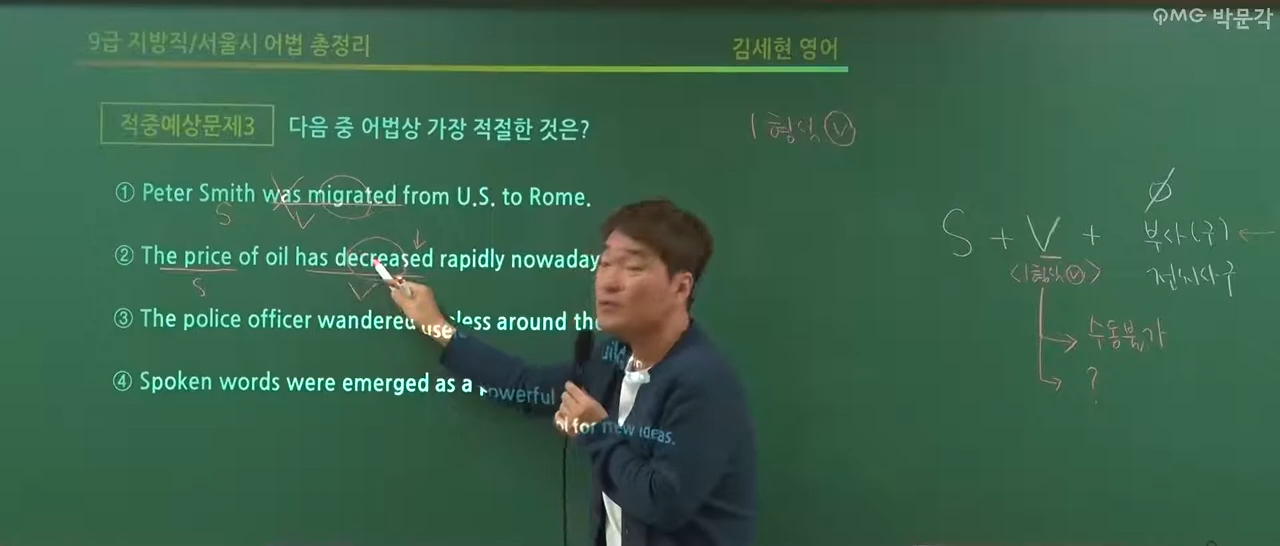 QMG 박문각
9급 지방직/서울시 어법 총정리
김세현 영어
적중예상문제3 다음 중 어법상 가장 적절한 것은?
1형식 Ⓥ
① Peter Smith was migrated from U.S. to Rome.
S V
② The price of oil has decreased rapidly nowaday
S V
③ The police officer wandered useless around the
④ Spoken words were emerged as a powerful
for new ideas.
∅
S + V + 부사(구) ←
<1형식 Ⓥ> 전치사구
수동불가
?